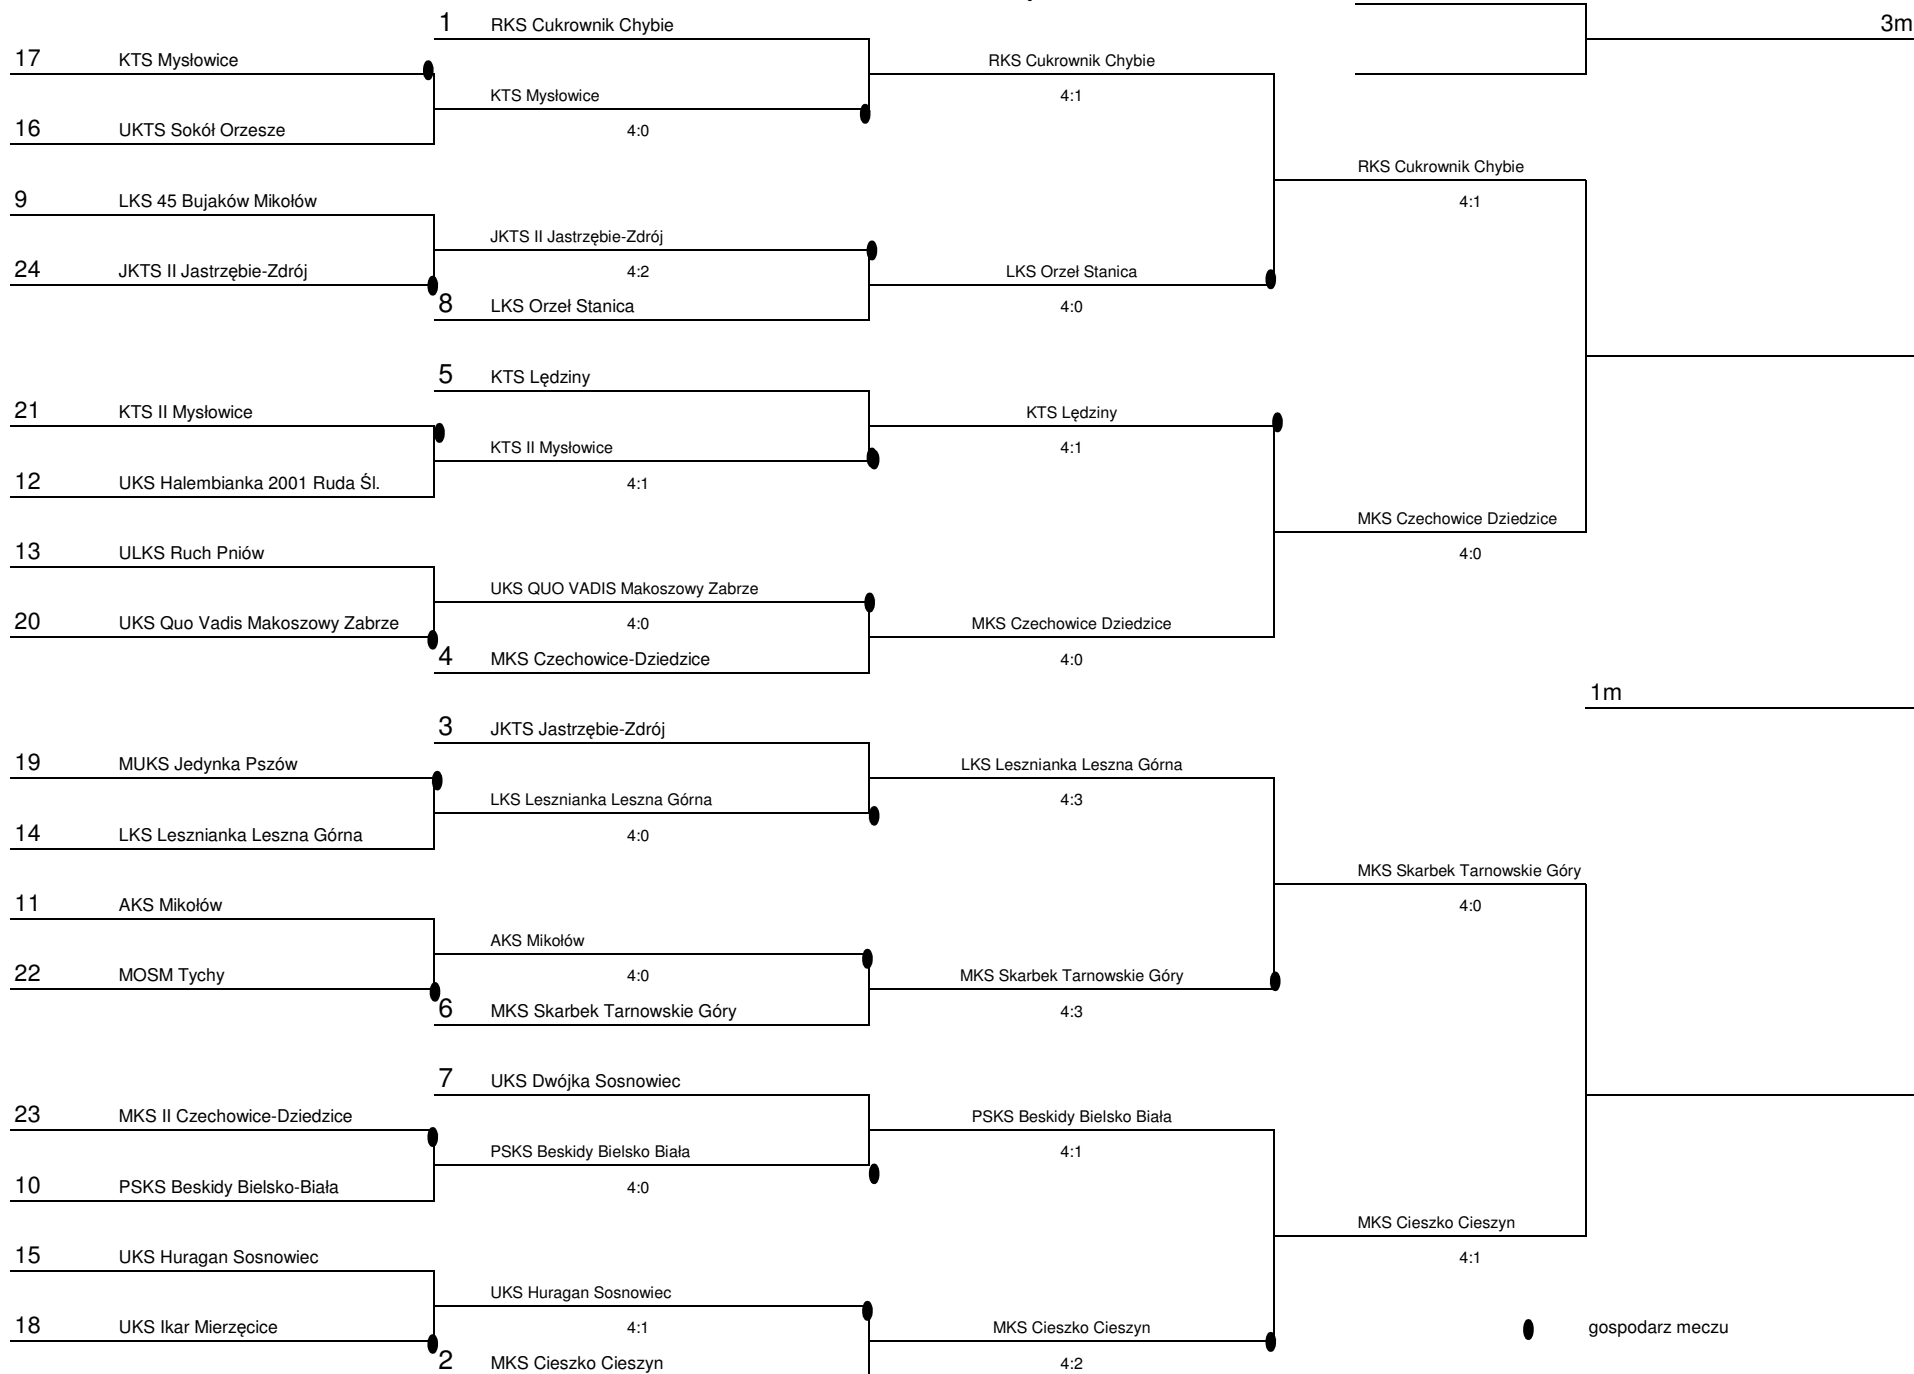 1 RKS Cukrownik Chybie
3m
17 KTS Mysłowice
RKS Cukrownik Chybie
KTS Mysłowice
4:1
16 UKTS Sokół Orzesze
4:0
RKS Cukrownik Chybie
9 LKS 45 Bujaków Mikołów
4:1
JKTS II Jastrzębie-Zdrój
24 JKTS II Jastrzębie-Zdrój
4:2
LKS Orzeł Stanica
8 LKS Orzeł Stanica
4:0
5 KTS Lędziny
21 KTS II Mysłowice
KTS Lędziny
KTS II Mysłowice
4:1
12 UKS Halembianka 2001 Ruda Śl.
4:1
MKS Czechowice Dziedzice
13 ULKS Ruch Pniów
4:0
UKS QUO VADIS Makoszowy Zabrze
20 UKS Quo Vadis Makoszowy Zabrze
4:0
MKS Czechowice Dziedzice
4 MKS Czechowice-Dziedzice
4:0
1m
3 JKTS Jastrzębie-Zdrój
19 MUKS Jedynka Pszów
LKS Lesznianka Leszna Górna
LKS Lesznianka Leszna Górna
4:3
14 LKS Lesznianka Leszna Górna
4:0
MKS Skarbek Tarnowskie Góry
11 AKS Mikołów
4:0
AKS Mikołów
22 MOSM Tychy
4:0
MKS Skarbek Tarnowskie Góry
6 MKS Skarbek Tarnowskie Góry
4:3
7 UKS Dwójka Sosnowiec
23 MKS II Czechowice-Dziedzice
PSKS Beskidy Bielsko Biała
PSKS Beskidy Bielsko Biała
4:1
10 PSKS Beskidy Bielsko-Biała
4:0
MKS Cieszko Cieszyn
15 UKS Huragan Sosnowiec
4:1
UKS Huragan Sosnowiec
18 UKS Ikar Mierzęcice
4:1
MKS Cieszko Cieszyn
gospodarz meczu
2 MKS Cieszko Cieszyn
4:2